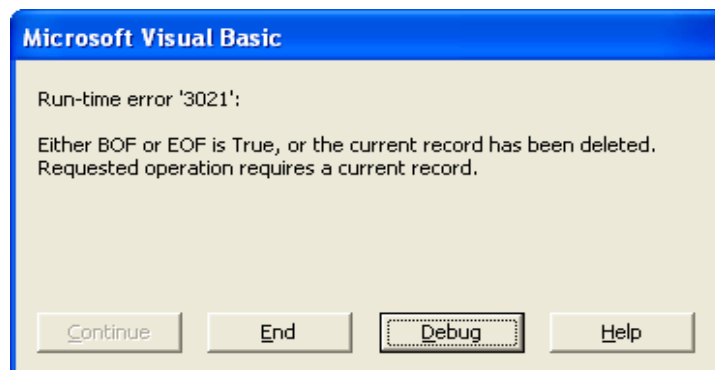 Microsoft Visual Basic
Run-time error '3021':
Either BOF or EOF is True, or the current record has been deleted.
Requested operation requires a current record.
Continue End Debug Help